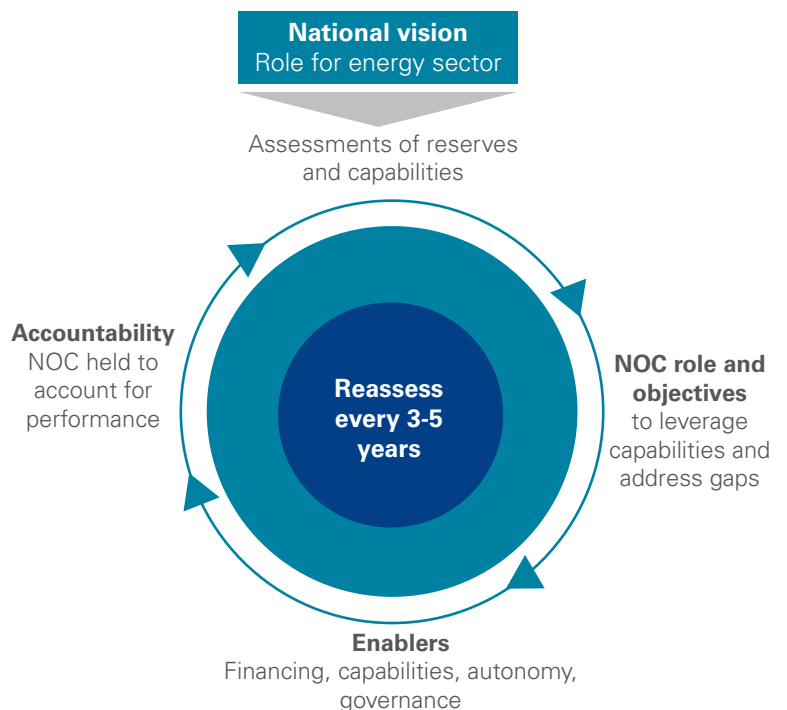 National vision
Role for energy sector
Assessments of reserves
and capabilities
Accountability
NOC held to
account for
performance
Reassess
every 3-5
years
NOC role and
objectives
to leverage
capabilities and
address gaps
Enablers
Financing, capabilities, autonomy,
governance